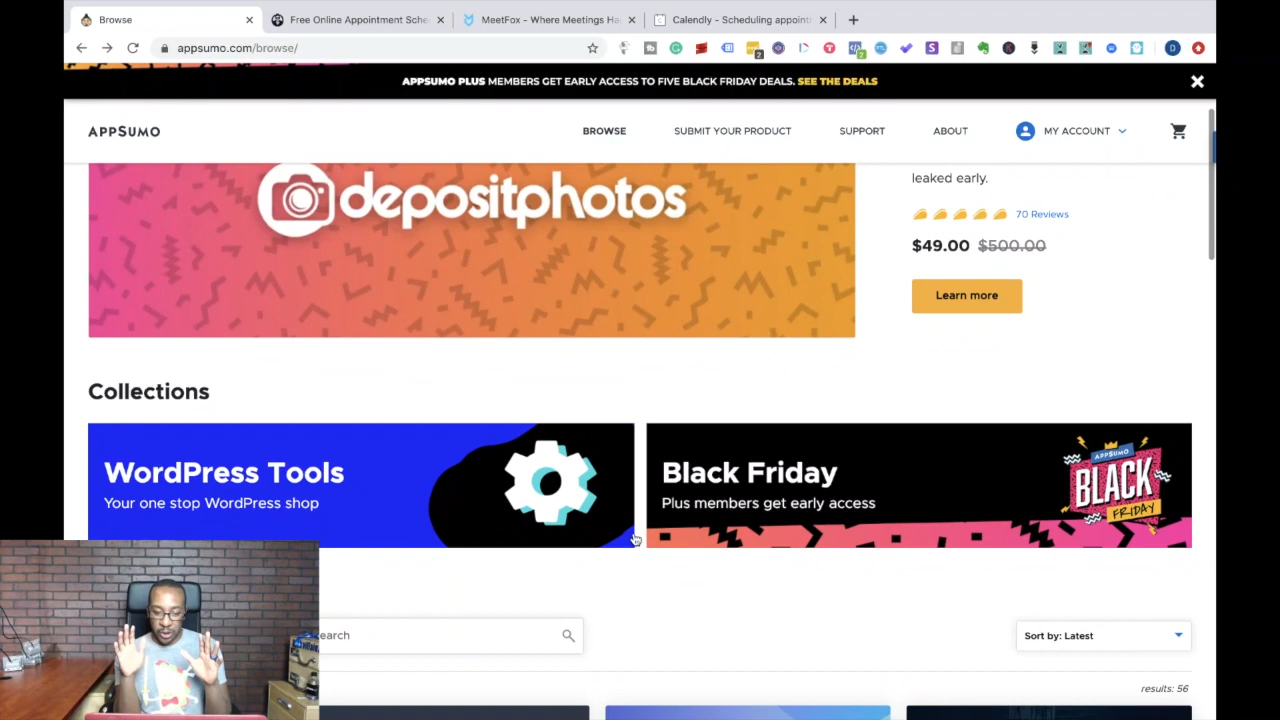 Browse
Free Online Appointment Sche
MeetFox - Where Meetings Ha
Calendly - Scheduling appoint
appsumo.com/browse/
APPSUMO PLUS MEMBERS GET EARLY ACCESS TO FIVE BLACK FRIDAY DEALS. SEE THE DEALS
APPSUMO
BROWSE
SUBMIT YOUR PRODUCT
SUPPORT
ABOUT
MY ACCOUNT
depositphotos
leaked early.
70 Reviews
$49.00 $500.00
Learn more
Collections
WordPress Tools
Your one stop WordPress shop
Black Friday
Plus members get early access
APPSUMO
BLACK
FRIDAY
earch
Sort by: Latest
results: 56